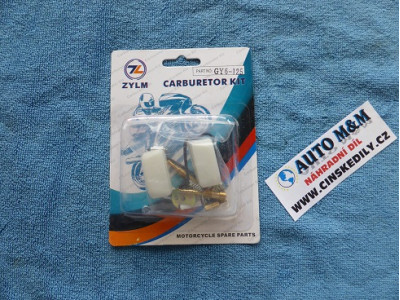 ZYLM
PART NO. GY6-125
CARBURETOR KIT
MOTORCYCLE SPARE PARTS
AUTO M&M
NÁHRADNÍ DÍL
WWW.CINSKEDILY.CZ